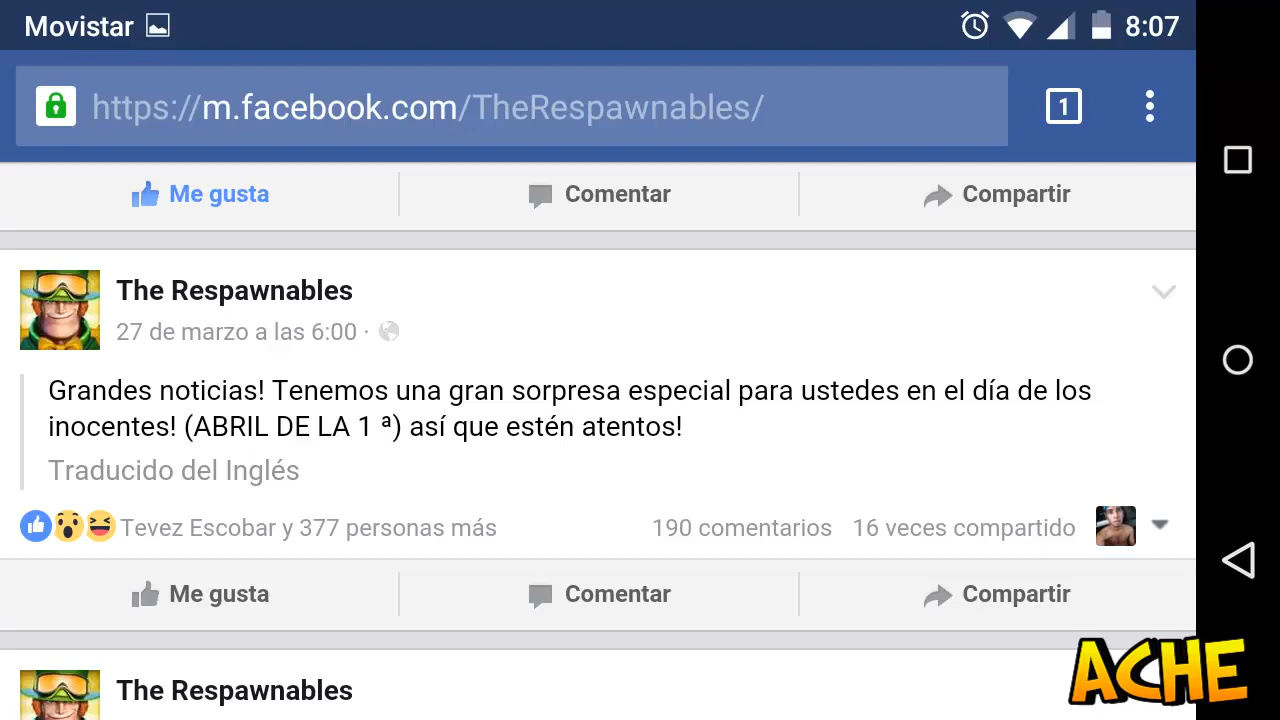 Movistar 8:07
https://m.facebook.com/TheRespawnables/ 1
Me gusta Comentar Compartir
The Respawnables
27 de marzo a las 6:00 ·
Grandes noticias! Tenemos una gran sorpresa especial para ustedes en el día de los
inocentes! (ABRIL DE LA 1 ª) así que estén atentos!
Traducido del Inglés
Tevez Escobar y 377 personas más 190 comentarios 16 veces compartido
Me gusta Comentar Compartir
ACHE
The Respawnables